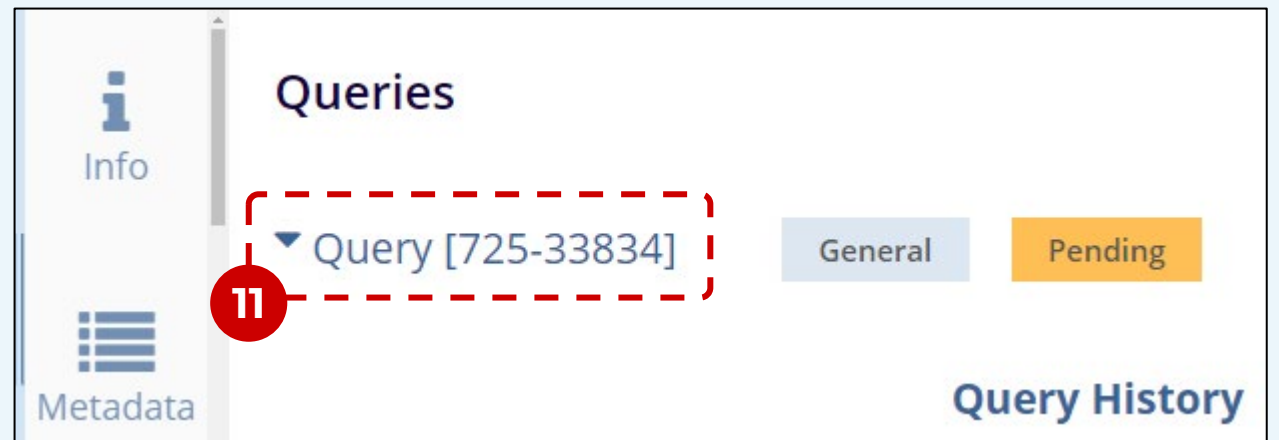 Info
Queries
Query [725-33834]
General
Pending
11
Metadata
Query History